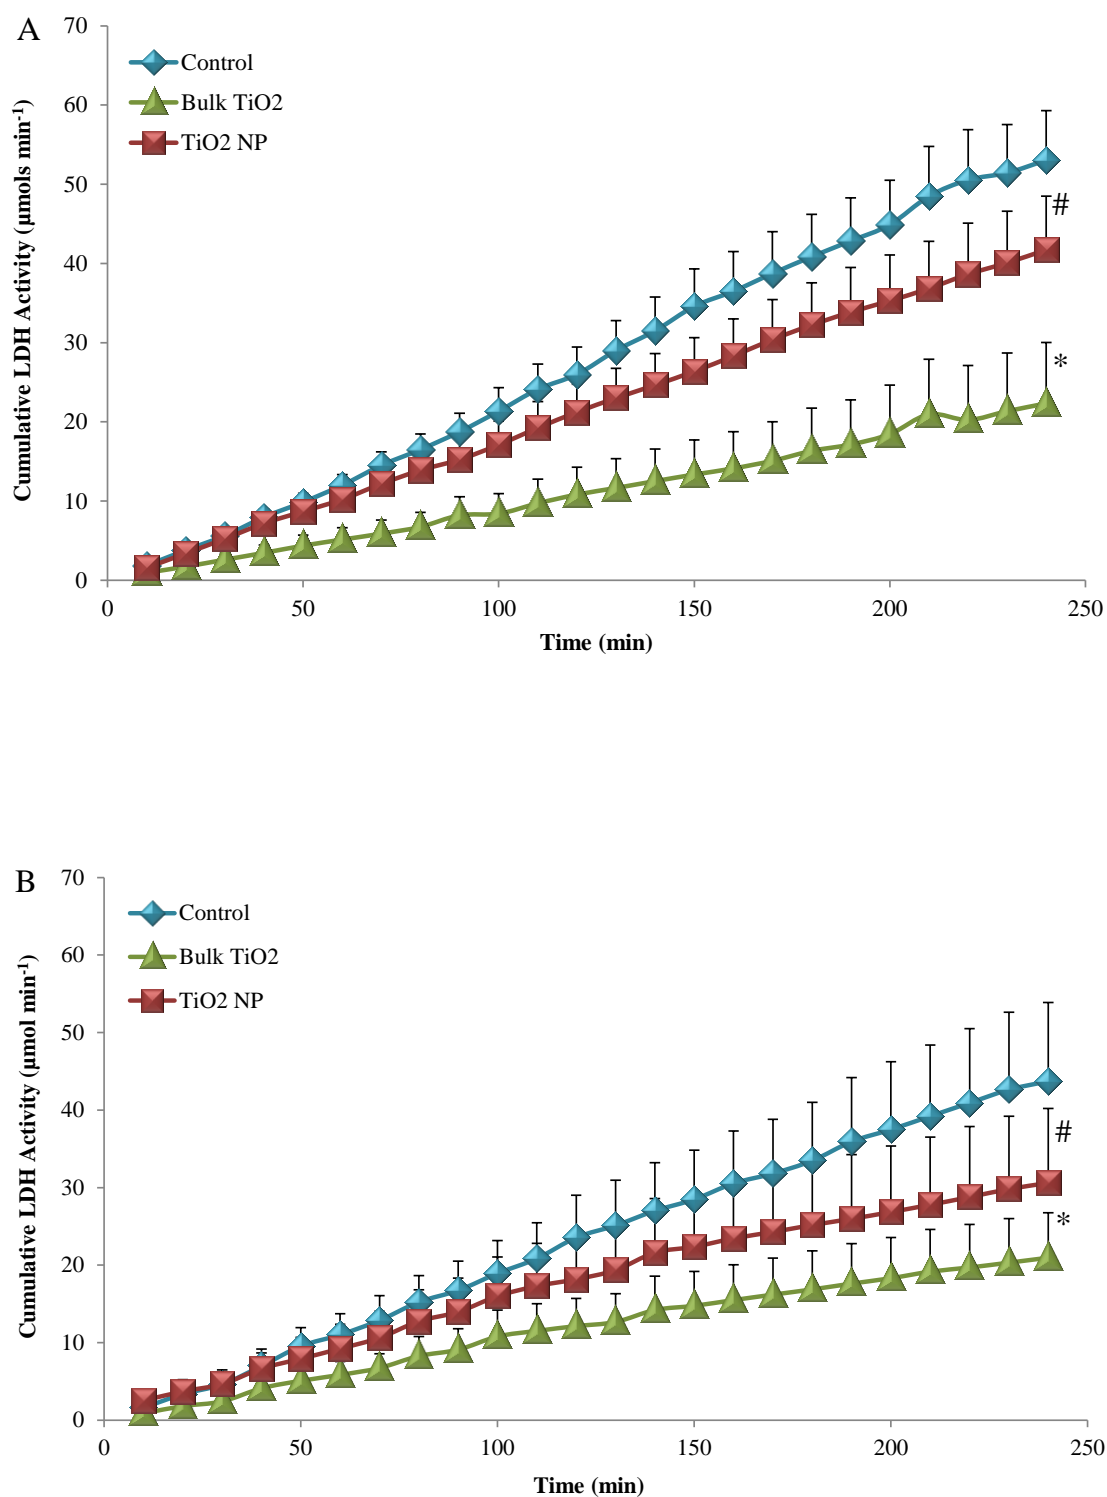 A
70
60
50
40
30
20
10
0
Cumulative LDH Activity (µmols min-1)
Control
Bulk TiO2
TiO2 NP
#
*
0 50 100 150 200 250
Time (min)
B
70
60
50
40
30
20
10
0
Cumulative LDH Activity (µmol min-1)
Control
Bulk TiO2
TiO2 NP
#
*
0 50 100 150 200 250
Time (min)